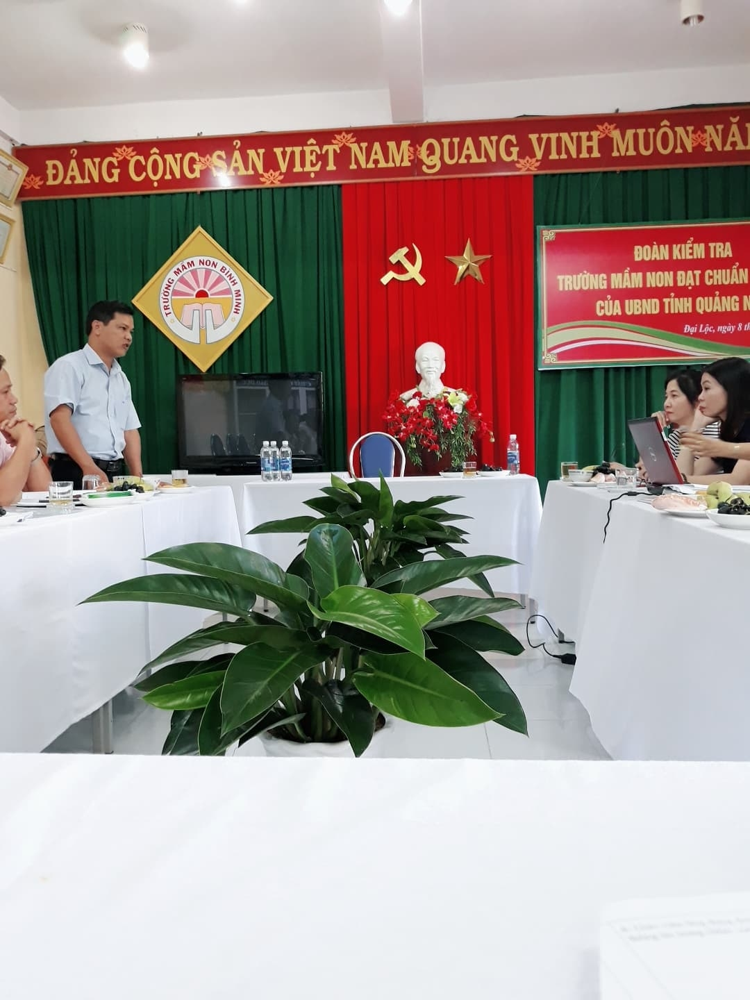 ĐẢNG CỘNG SẢN VIỆT NAM QUANG VINH MUÔN NĂ
TRƯỜNG MẦM NON BÌNH MINH
ĐOÀN KIỂM TRA
TRƯỜNG MẦM NON ĐẠT CHUẨN
CỦA UBND TỈNH QUẢNG N
Đại Lộc, ngày 8 th